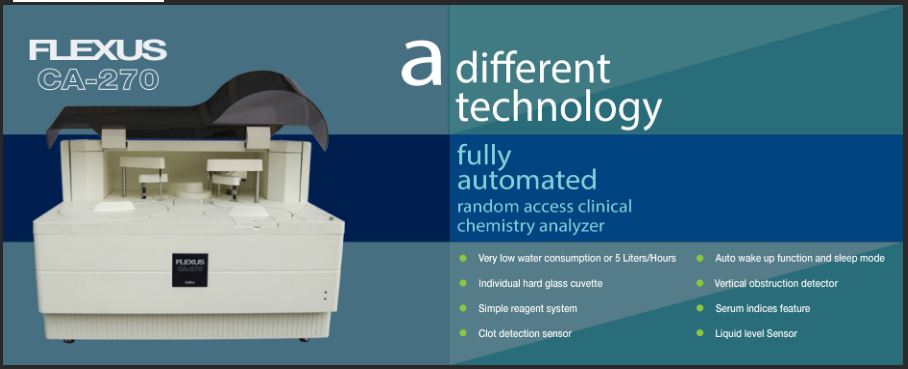 FLEXUS
CA-270
a different
technology
fully
automated
random access clinical
chemistry analyzer
Very low water consumption or 5 Liters/Hours
Individual hard glass cuvette
Simple reagent system
Clot detection sensor
Auto wake up function and sleep mode
Vertical obstruction detector
Serum indices feature
Liquid level Sensor
FLEXUS
CA-270